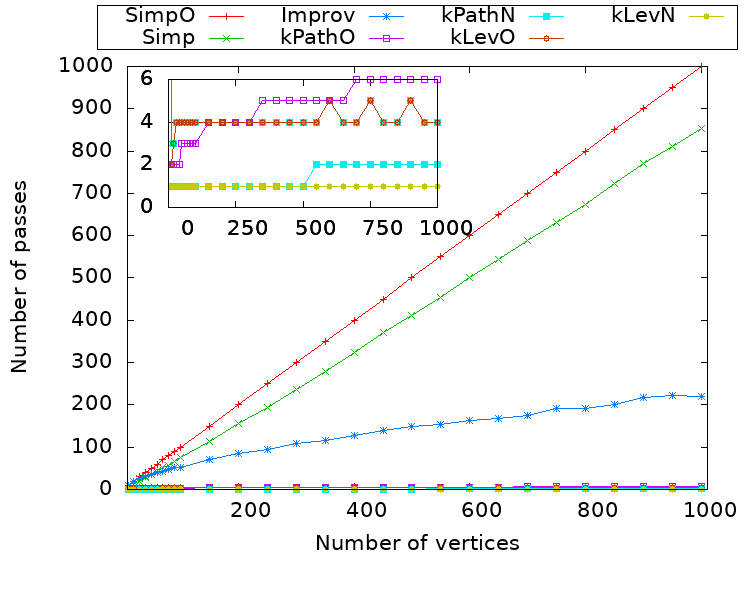 SimpO Improv kPathN kLevN
Simp kPathO kLevO
1000
900
800
700
600
500
400
300
200
100
0
6
4
2
0
0 250 500 750 1000
200 400 600 800 1000
Number of passes
Number of vertices